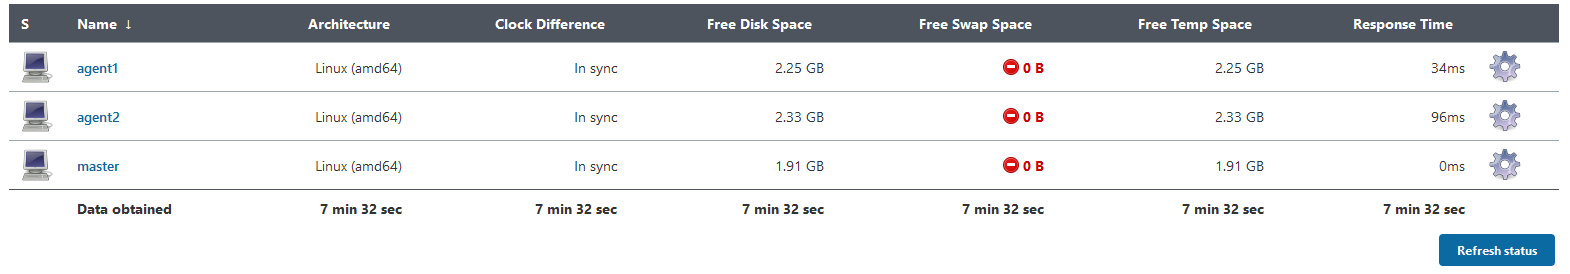 S Name ↓ Architecture Clock Difference Free Disk Space Free Swap Space Free Temp Space Response Time
agent1 Linux (amd64) In sync 2.25 GB 0 B 2.25 GB 34ms
agent2 Linux (amd64) In sync 2.33 GB 0 B 2.33 GB 96ms
master Linux (amd64) In sync 1.91 GB 0 B 1.91 GB 0ms
Data obtained 7 min 32 sec 7 min 32 sec 7 min 32 sec 7 min 32 sec 7 min 32 sec 7 min 32 sec
Refresh status